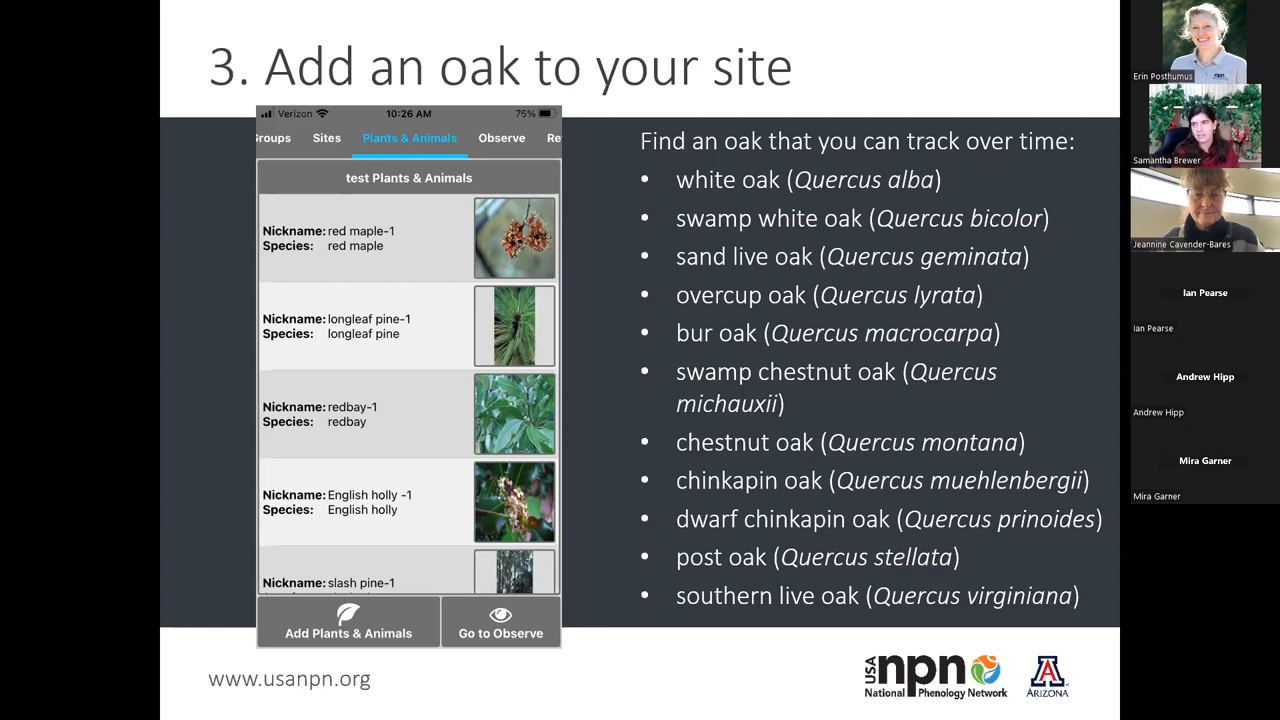 3. Add an oak to your site
Verizon
10:26 AM
75%
Groups Sites Plants & Animals Observe Re
test Plants & Animals
Nickname: red maple-1
Species: red maple
Nickname: longleaf pine-1
Species: longleaf pine
Nickname: redbay-1
Species: redbay
Nickname: English holly -1
Species: English holly
Nickname: slash pine-1
Add Plants & Animals
Go to Observe
Find an oak that you can track over time:
• white oak (Quercus alba)
• swamp white oak (Quercus bicolor)
• sand live oak (Quercus geminata)
• overcup oak (Quercus lyrata)
• bur oak (Quercus macrocarpa)
• swamp chestnut oak (Quercus
michauxii)
• chestnut oak (Quercus montana)
• chinkapin oak (Quercus muehlenbergii)
• dwarf chinkapin oak (Quercus prinoides)
• post oak (Quercus stellata)
• southern live oak (Quercus virginiana)
www.usanpn.org
USA npn
National Phenology Network
A
ARIZONA
Erin Posthumus
Samantha Brewer
Jeannine Cavender-Bares
Ian Pearse
Ian Pearse
Andrew Hipp
Andrew Hipp
Mira Garner
Mira Garner